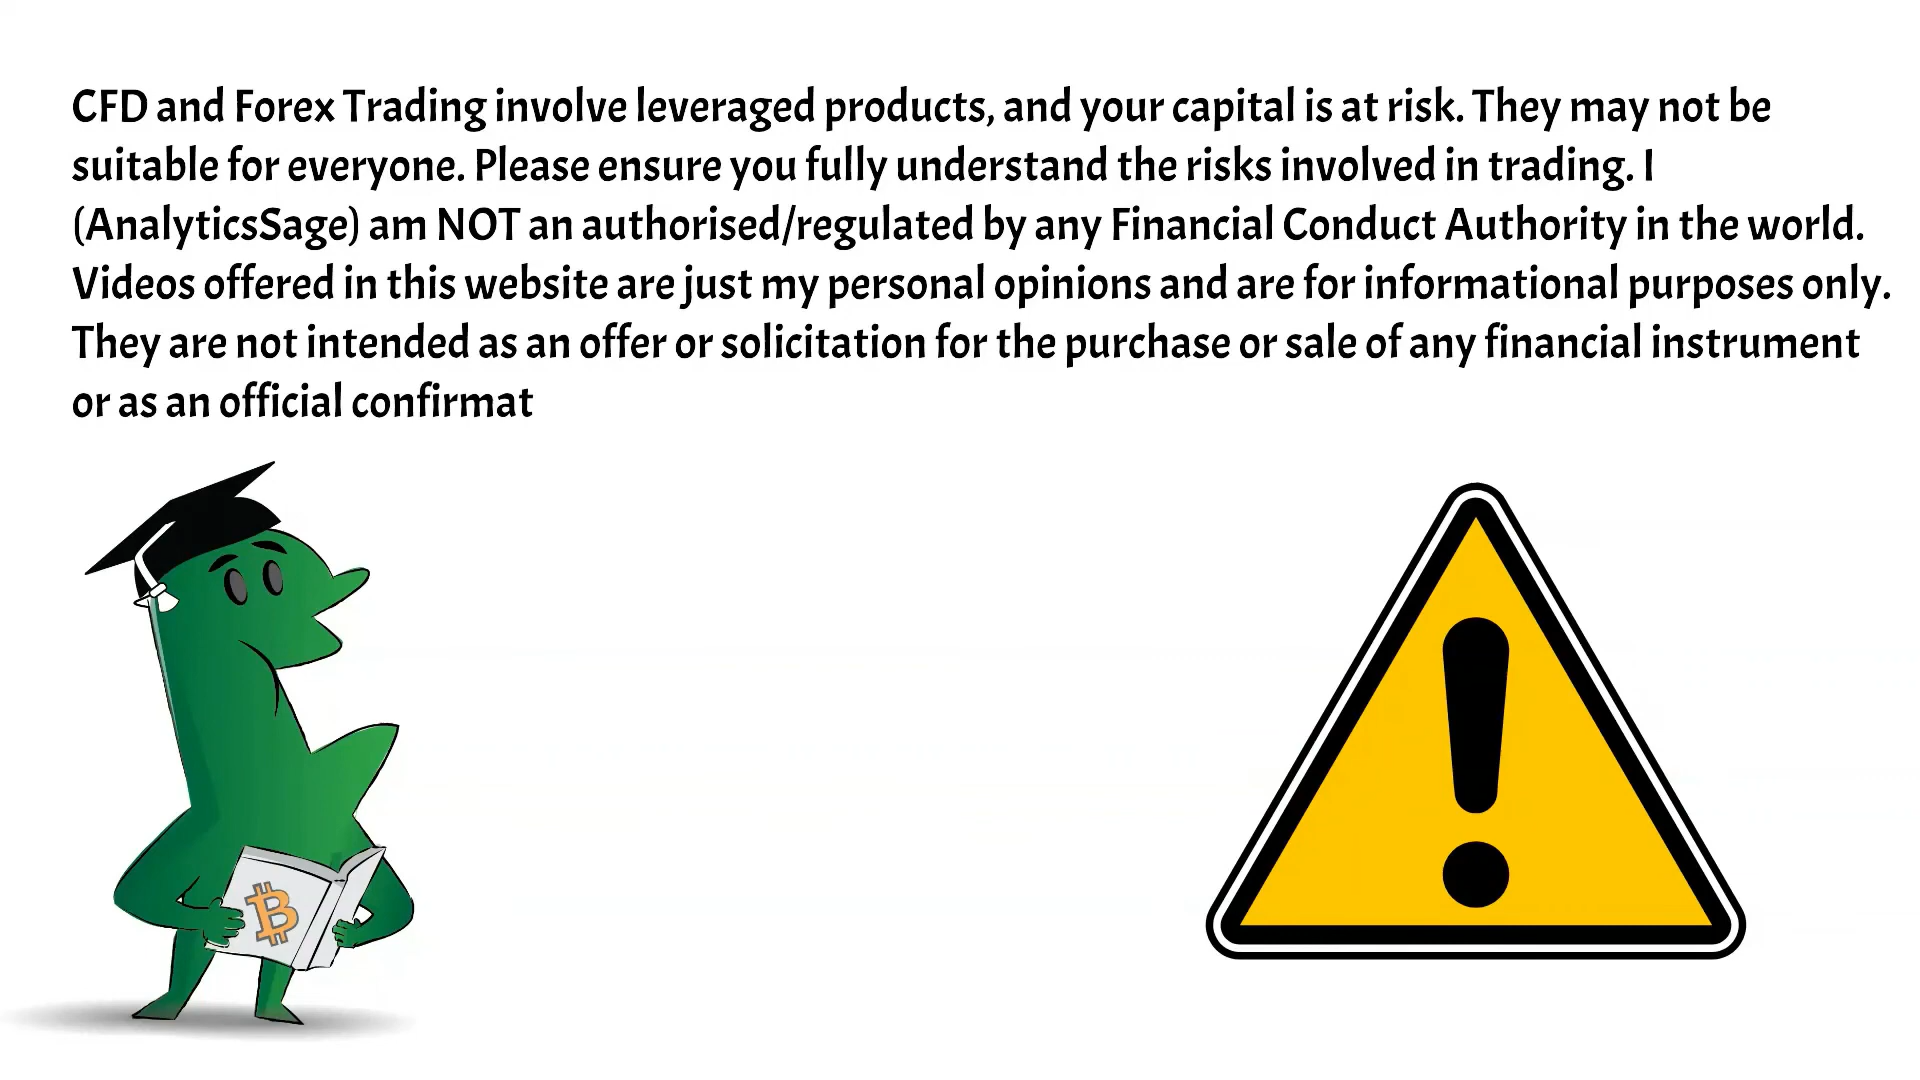 CFD and Forex Trading involve leveraged products, and your capital is at risk. They may not be
suitable for everyone. Please ensure you fully understand the risks involved in trading. I
(AnalyticsSage) am NOT an authorised/regulated by any Financial Conduct Authority in the world.
Videos offered in this website are just my personal opinions and are for informational purposes only.
They are not intended as an offer or solicitation for the purchase or sale of any financial instrument
or as an official confirmat